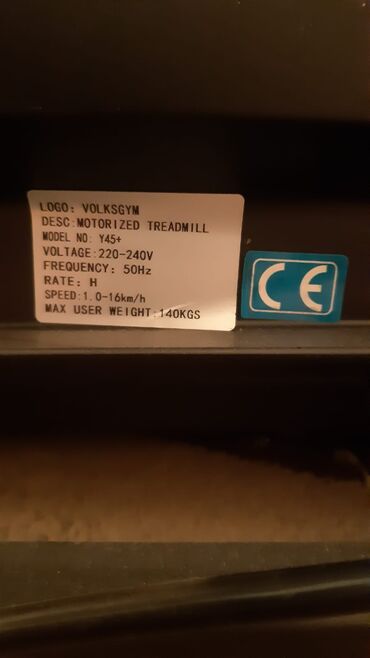 LOGO: VOLKSGYM
DESC:MOTORIZED TREADMILL
MODEL NO: Y45+
VOLTAGE:220-240V
FREQUENCY: 50Hz
RATE: H
SPEED:1.0-16km/h
MAX USER WEIGHT:140KGS
CE